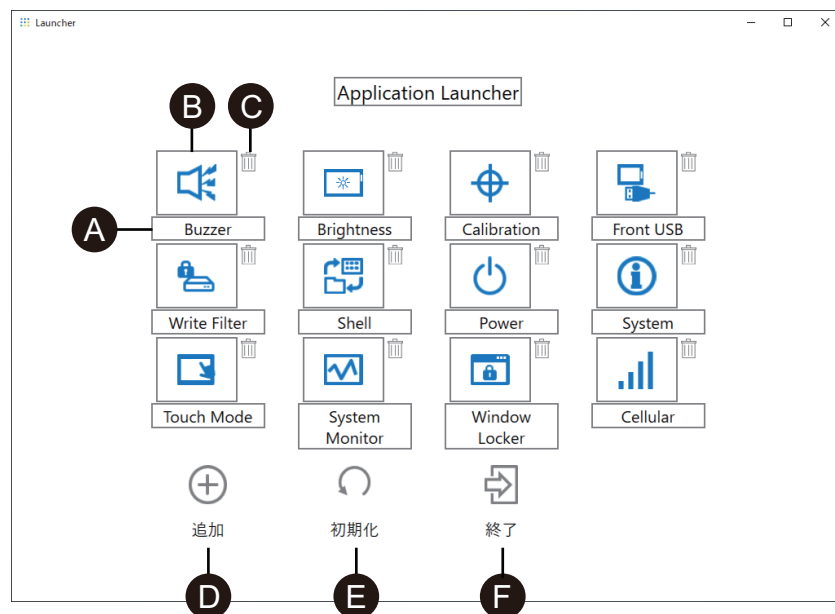 Launcher
Application Launcher
B C
Buzzer Brightness Calibration Front USB
A
Write Filter Shell Power System
Touch Mode System Monitor Window Locker Cellular
追加 初期化 終了
D E F